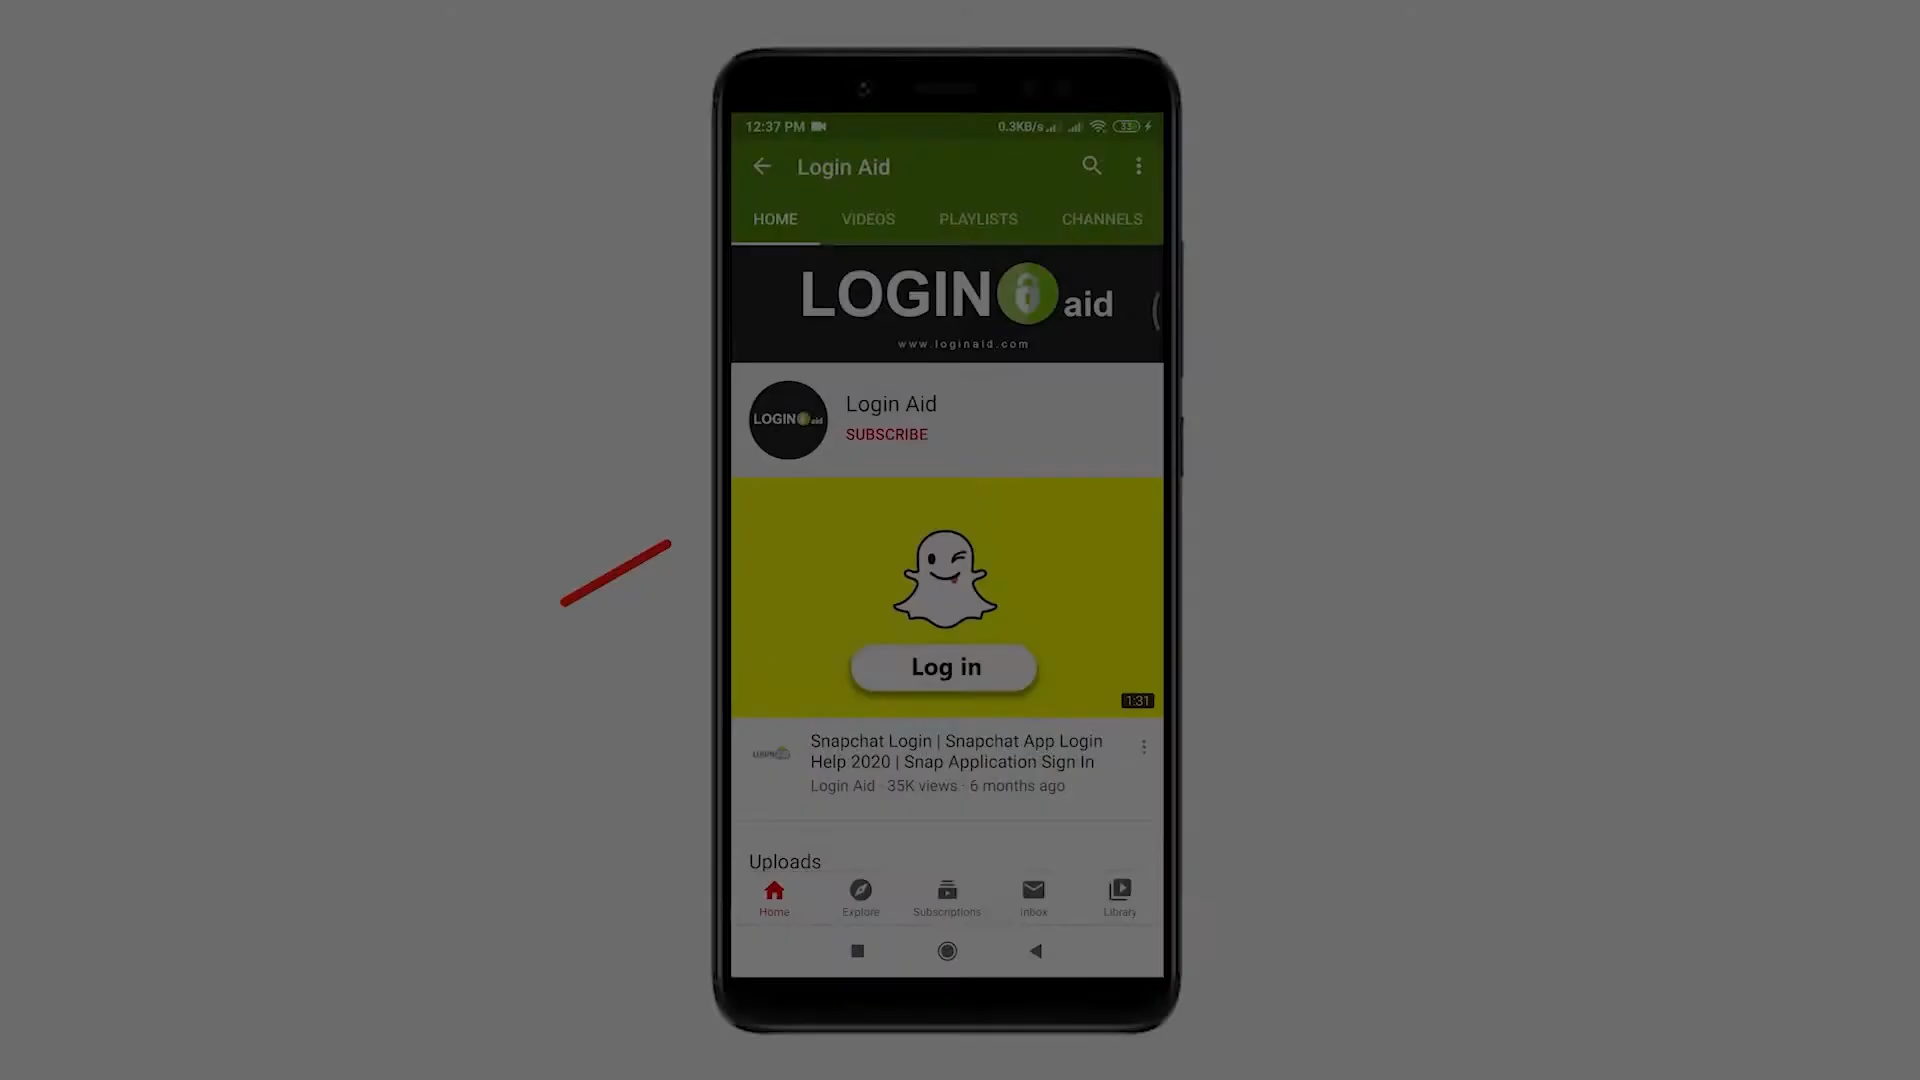 12:37 PM
0.3KB/s
33
Login Aid
HOME
VIDEOS
PLAYLISTS
CHANNELS
LOGIN aid
www.loginaid.com
LOGIN aid
Login Aid
SUBSCRIBE
Log in
1:31
Snapchat Login | Snapchat App Login
Help 2020 | Snap Application Sign In
Login Aid · 35K views · 6 months ago
Uploads
Home
Explore
Subscriptions
Inbox
Library